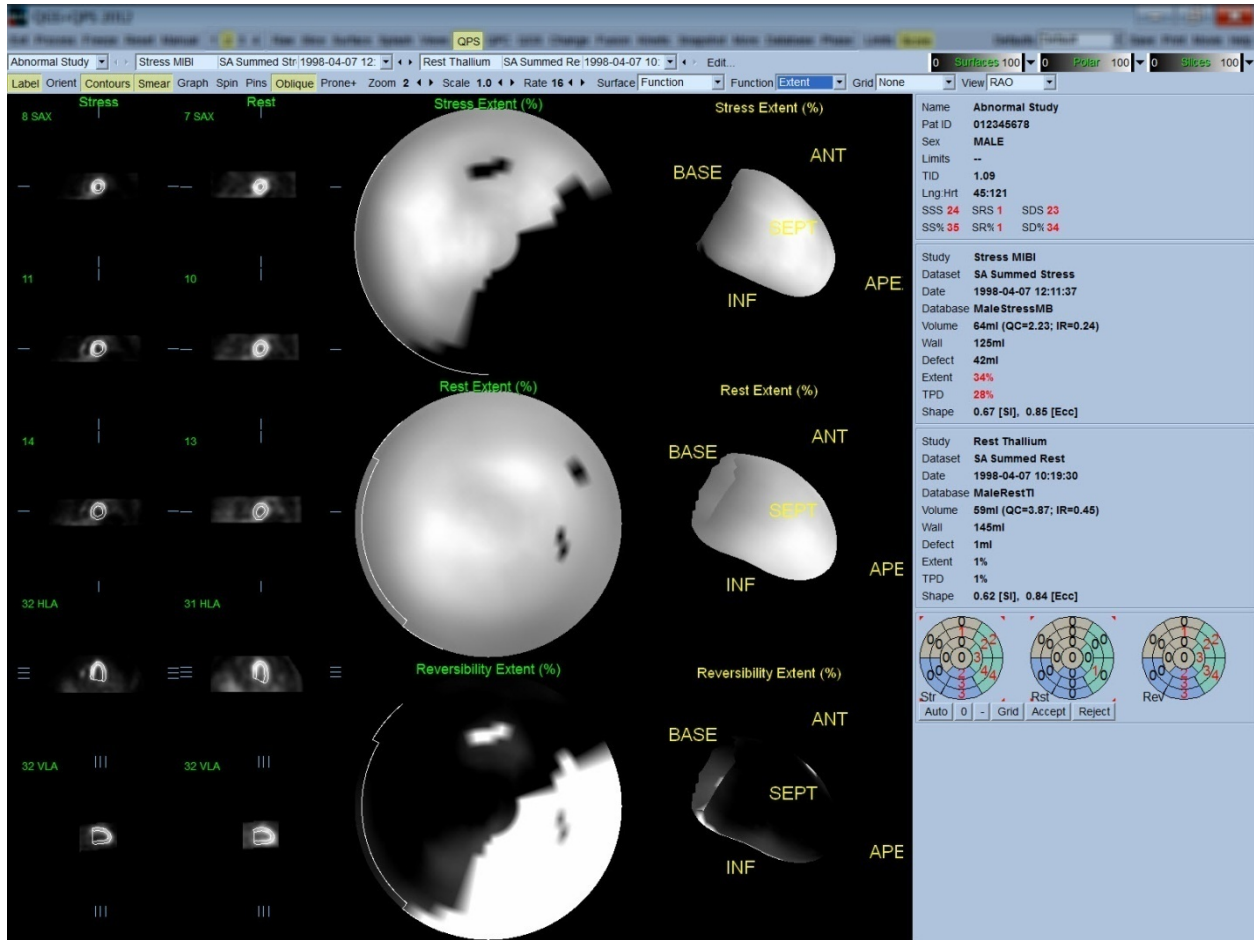 QGS+QPS 2012
QPS
Abnormal Study Stress MIBI SA Summed Str 1998-04-07 12: Rest Thallium SA Summed Re 1998-04-07 10: Edit... 0 Surfaces 100 0 Polar 100 0 Slices 100
Label Orient Contours Smear Graph Spin Pins Oblique Prone+ Zoom 2 Scale 1.0 Rate 16 Surface Function Function Extent Grid None View RAO
Stress Rest
8 SAX 7 SAX
11 10
14 13
32 HLA 31 HLA
32 VLA 32 VLA
Stress Extent (%)
Rest Extent (%)
Reversibility Extent (%)
Stress Extent (%)
ANT
BASE
SEPT
APE
INF
Rest Extent (%)
ANT
BASE
SEPT
APE
INF
Reversibility Extent (%)
ANT
BASE
SEPT
APE
INF
Name Abnormal Study
Pat ID 012345678
Sex MALE
Limits --
TID 1.09
Lng:Hrt 45:121
SSS 24 SRS 1 SDS 23
SS% 35 SR% 1 SD% 34
Study Stress MIBI
Dataset SA Summed Stress
Date 1998-04-07 12:11:37
Database MaleStressMB
Volume 64ml (QC=2.23; IR=0.24)
Wall 125ml
Defect 42ml
Extent 34%
TPD 28%
Shape 0.67 [SI], 0.85 [Ecc]
Study Rest Thallium
Dataset SA Summed Rest
Date 1998-04-07 10:19:30
Database MaleRestTl
Volume 59ml (QC=3.87; IR=0.45)
Wall 145ml
Defect 1ml
Extent 1%
TPD 1%
Shape 0.62 [SI], 0.84 [Ecc]
Str Rst Rev
Auto 0 - Grid Accept Reject